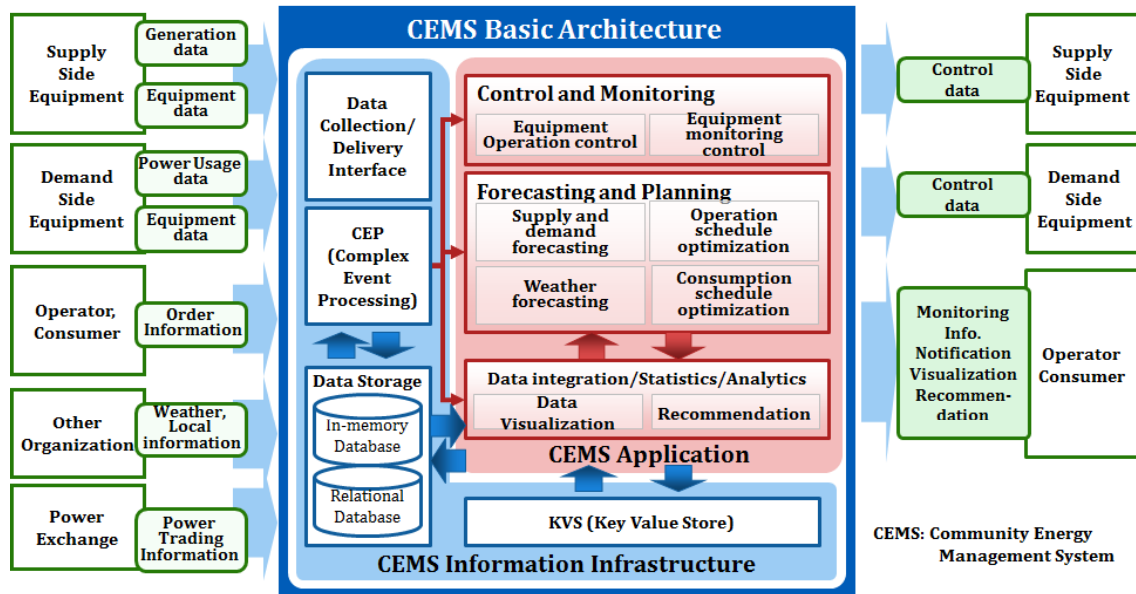 CEMS Basic Architecture
Supply
Side
Equipment
Generation
data
Equipment
data
Demand
Side
Equipment
Power Usage
data
Equipment
data
Operator,
Consumer
Order
Information
Other
Organization
Weather,
Local
information
Power
Exchange
Power
Trading
Information
Data
Collection/
Delivery
Interface
CEP
(Complex
Event
Processing)
Data Storage
In-memory
Database
Relational
Database
Control and Monitoring
Equipment
Operation control
Equipment
monitoring
control
Forecasting and Planning
Supply and
demand
forecasting
Operation
schedule
optimization
Weather
forecasting
Consumption
schedule
optimization
Data integration/Statistics/Analytics
Data
Visualization
Recommendation
CEMS Application
KVS (Key Value Store)
CEMS Information Infrastructure
Control
data
Supply
Side
Equipment
Control
data
Demand
Side
Equipment
Monitoring
Info.
Notification
Visualization
Recommen-
dation
Operator
Consumer
CEMS: Community Energy
Management System